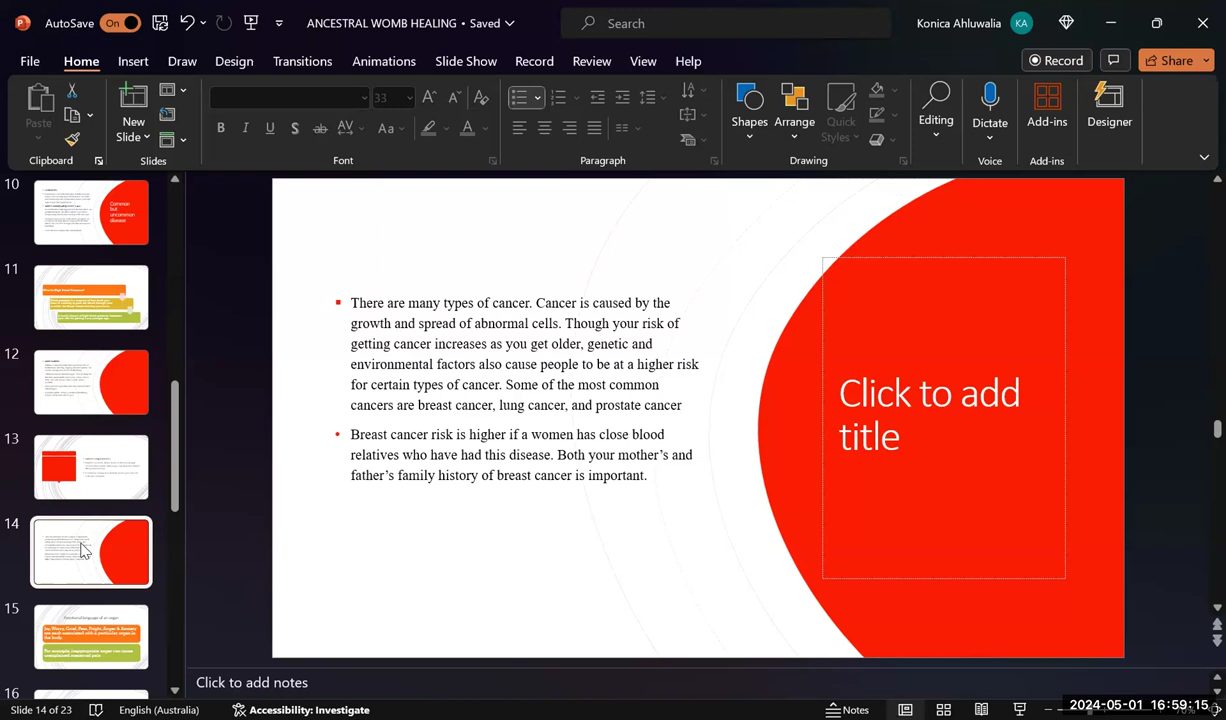 AutoSave On ANCESTRAL WOMB HEALING • Saved Search Konica Ahluwalia KA
File Home Insert Draw Design Transitions Animations Slide Show Record Review View Help Record Share
Paste New Slide 33 B I U S ab AV Aa A Shapes Arrange Quick Styles Editing Dictate Add-ins Designer
Clipboard Slides Font Paragraph Drawing Voice Add-ins
10
Common
but
uncommon
disease
11
12
13
14
15
Emotional language of an organ
16
There are many types of cancer. Cancer is caused by the
growth and spread of abnormal cells. Though your risk of
getting cancer increases as you get older, genetic and
environmental factors also cause people to be at a higher risk
for certain types of cancer. Some of the most common
cancers are breast cancer, lung cancer, and prostate cancer
Breast cancer risk is higher if a women has close blood
relatives who have had this disease. Both your mother's and
father's family history of breast cancer is important.
Click to add
title
Click to add notes
Slide 14 of 23 English (Australia) Accessibility: Investigate Notes
2024-05-01 16:59:15